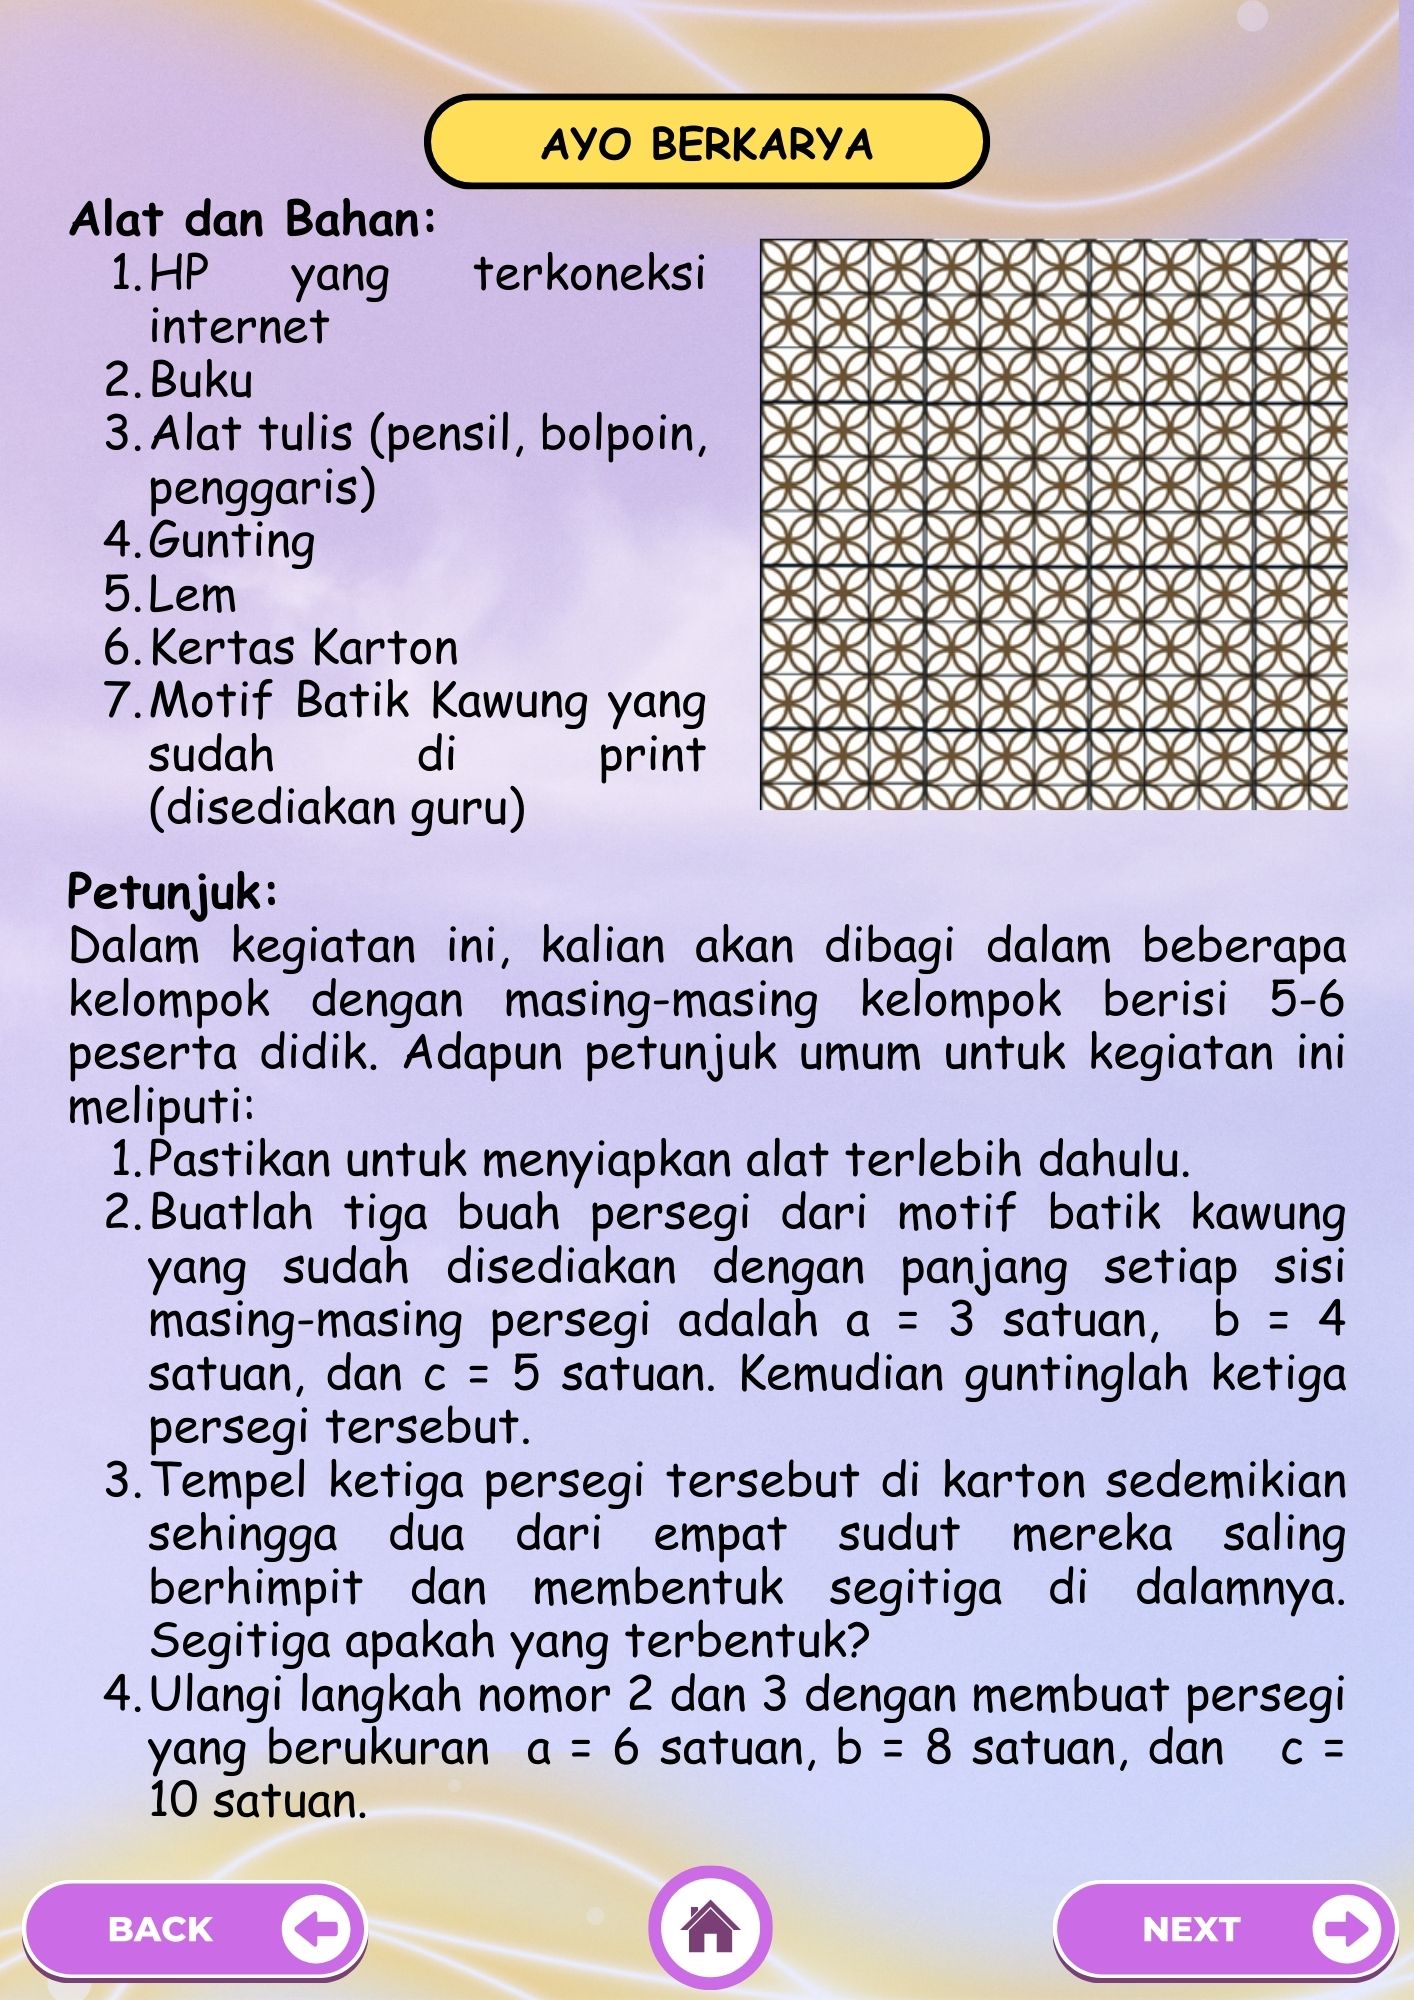 AYO BERKARYA
Alat dan Bahan:
1. HP yang terkoneksi
internet
2. Buku
3. Alat tulis (pensil, bolpoin,
penggaris)
4. Gunting
5. Lem
6. Kertas Karton
7. Motif Batik Kawung yang
sudah di print
(disediakan guru)
Petunjuk:
Dalam kegiatan ini, kalian akan dibagi dalam beberapa
kelompok dengan masing-masing kelompok berisi 5-6
peserta didik. Adapun petunjuk umum untuk kegiatan ini
meliputi:
1. Pastikan untuk menyiapkan alat terlebih dahulu.
2. Buatlah tiga buah persegi dari motif batik kawung
yang sudah disediakan dengan panjang setiap sisi
masing-masing persegi adalah a = 3 satuan, b = 4
satuan, dan c = 5 satuan. Kemudian guntinglah ketiga
persegi tersebut.
3. Tempel ketiga persegi tersebut di karton sedemikian
sehingga dua dari empat sudut mereka saling
berhimpit dan membentuk segitiga di dalamnya.
Segitiga apakah yang terbentuk?
4. Ulangi langkah nomor 2 dan 3 dengan membuat persegi
yang berukuran a = 6 satuan, b = 8 satuan, dan c =
10 satuan.
BACK
NEXT